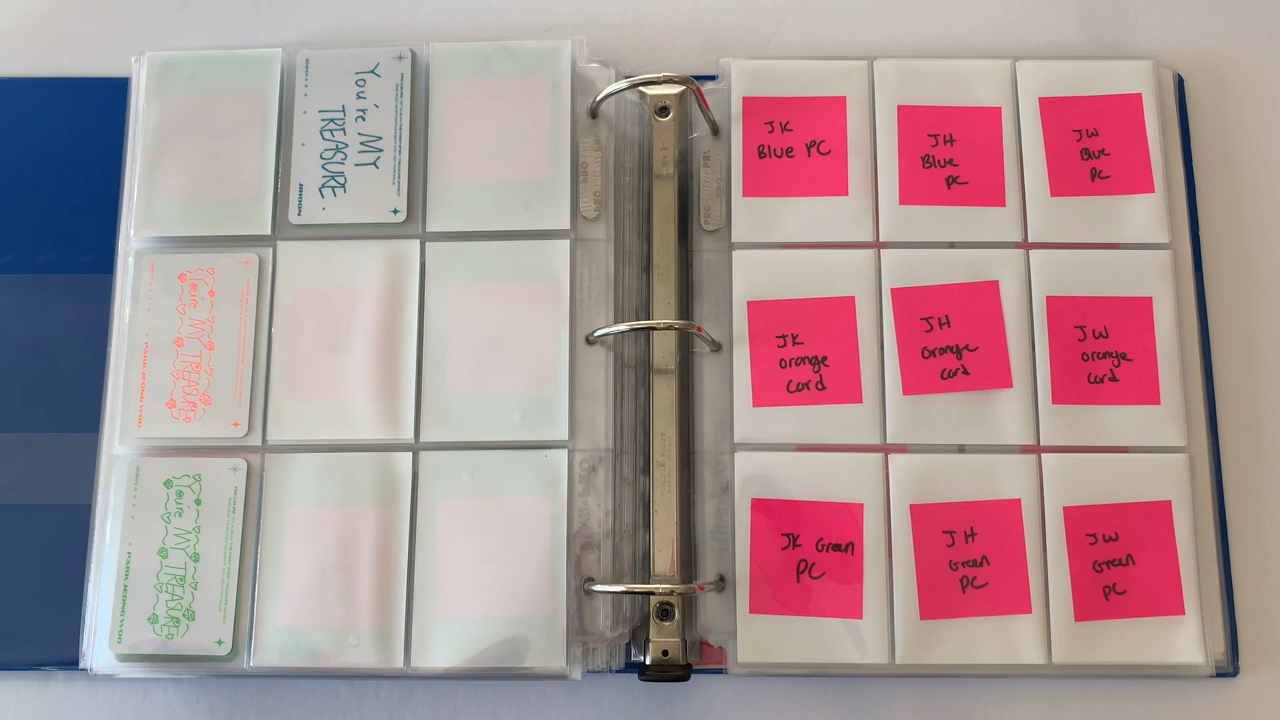 You're MY
TREASURE.
JIHOON
You're MY TREASURE
PARK JEONG WOO
You're MY TREASURE
PARK JEONG WOO
JK
Blue PC
JH
Blue
PC
JW
Blue
PC
JK
orange
card
JH
orange
card
JW
orange
card
JK Green
PC
JH
Green
PC
JW
Green
PC